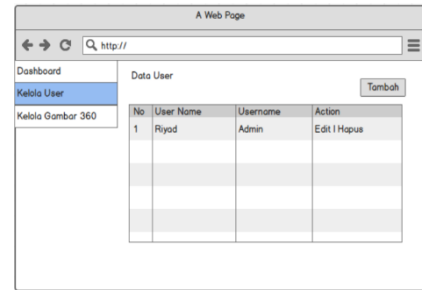 A Web Page
http://
Dashboard
Kelola User
Kelola Gambar 360
Data User
Tambah
No User Name Username Action
1 Riyad Admin Edit | Hapus